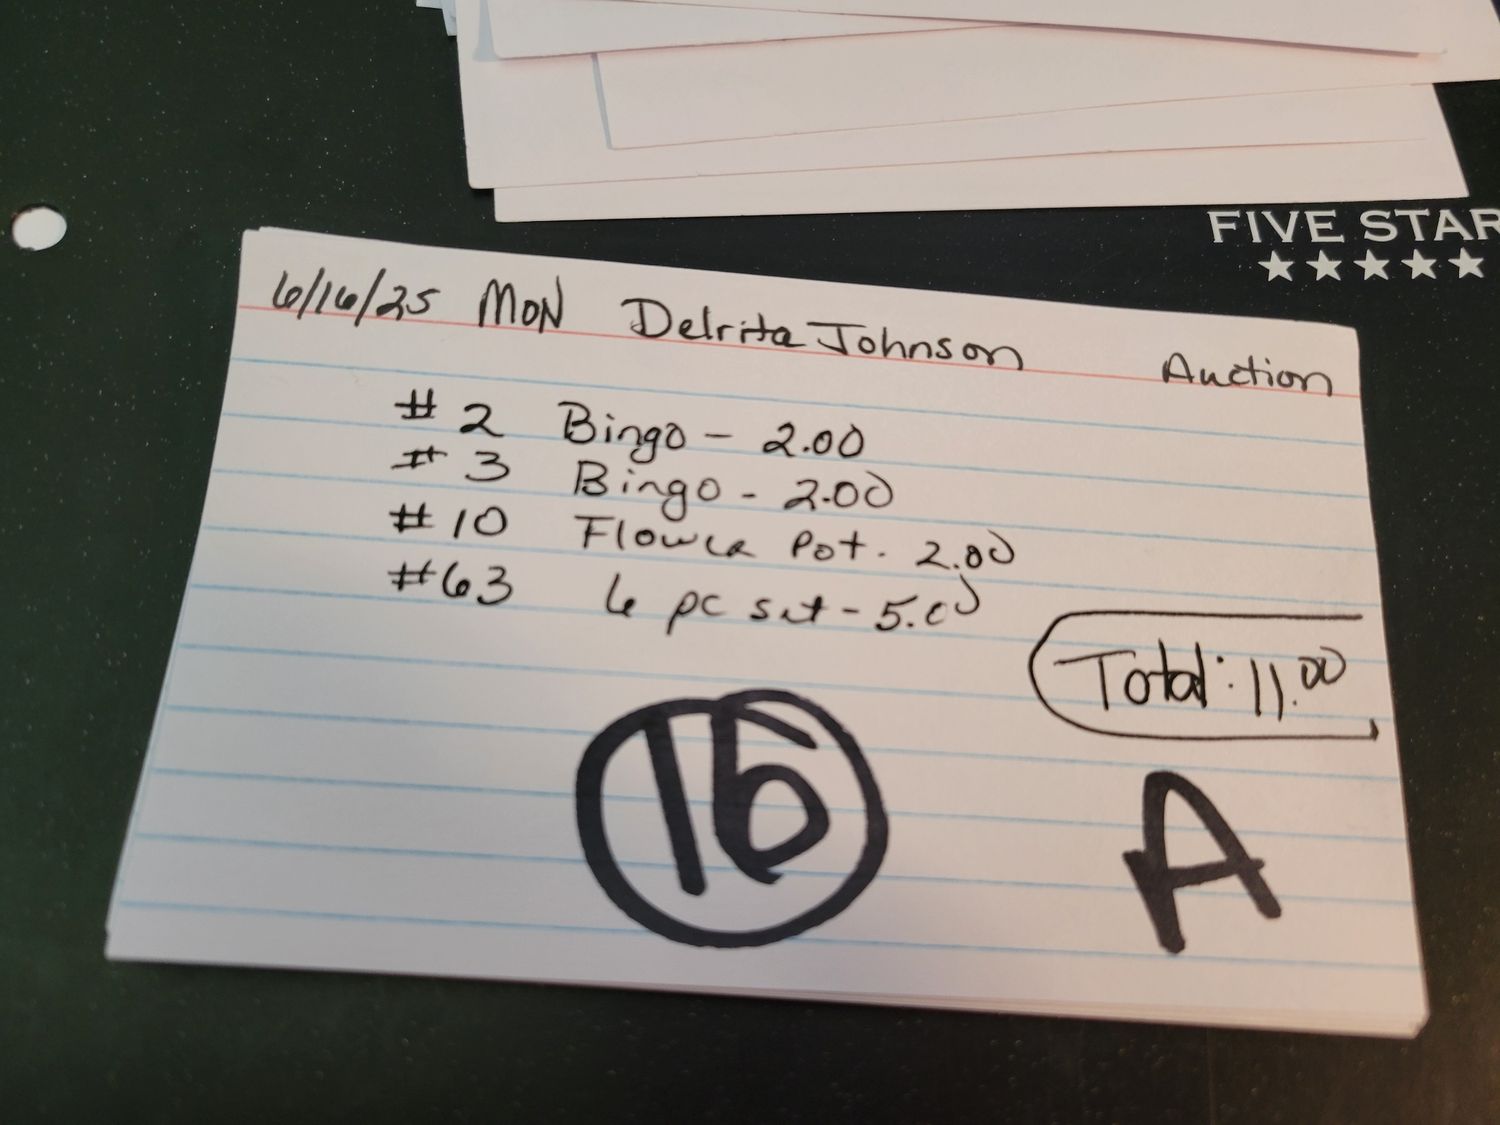 FIVE STAR
★★★★★
6/16/25 MON Delrita Johnson Auction
#2 Bingo - 2.00
#3 Bingo - 2.00
#10 Flower Pot. 2.00
#63 6 pc set - 5.00
Total: 11.00
16
A